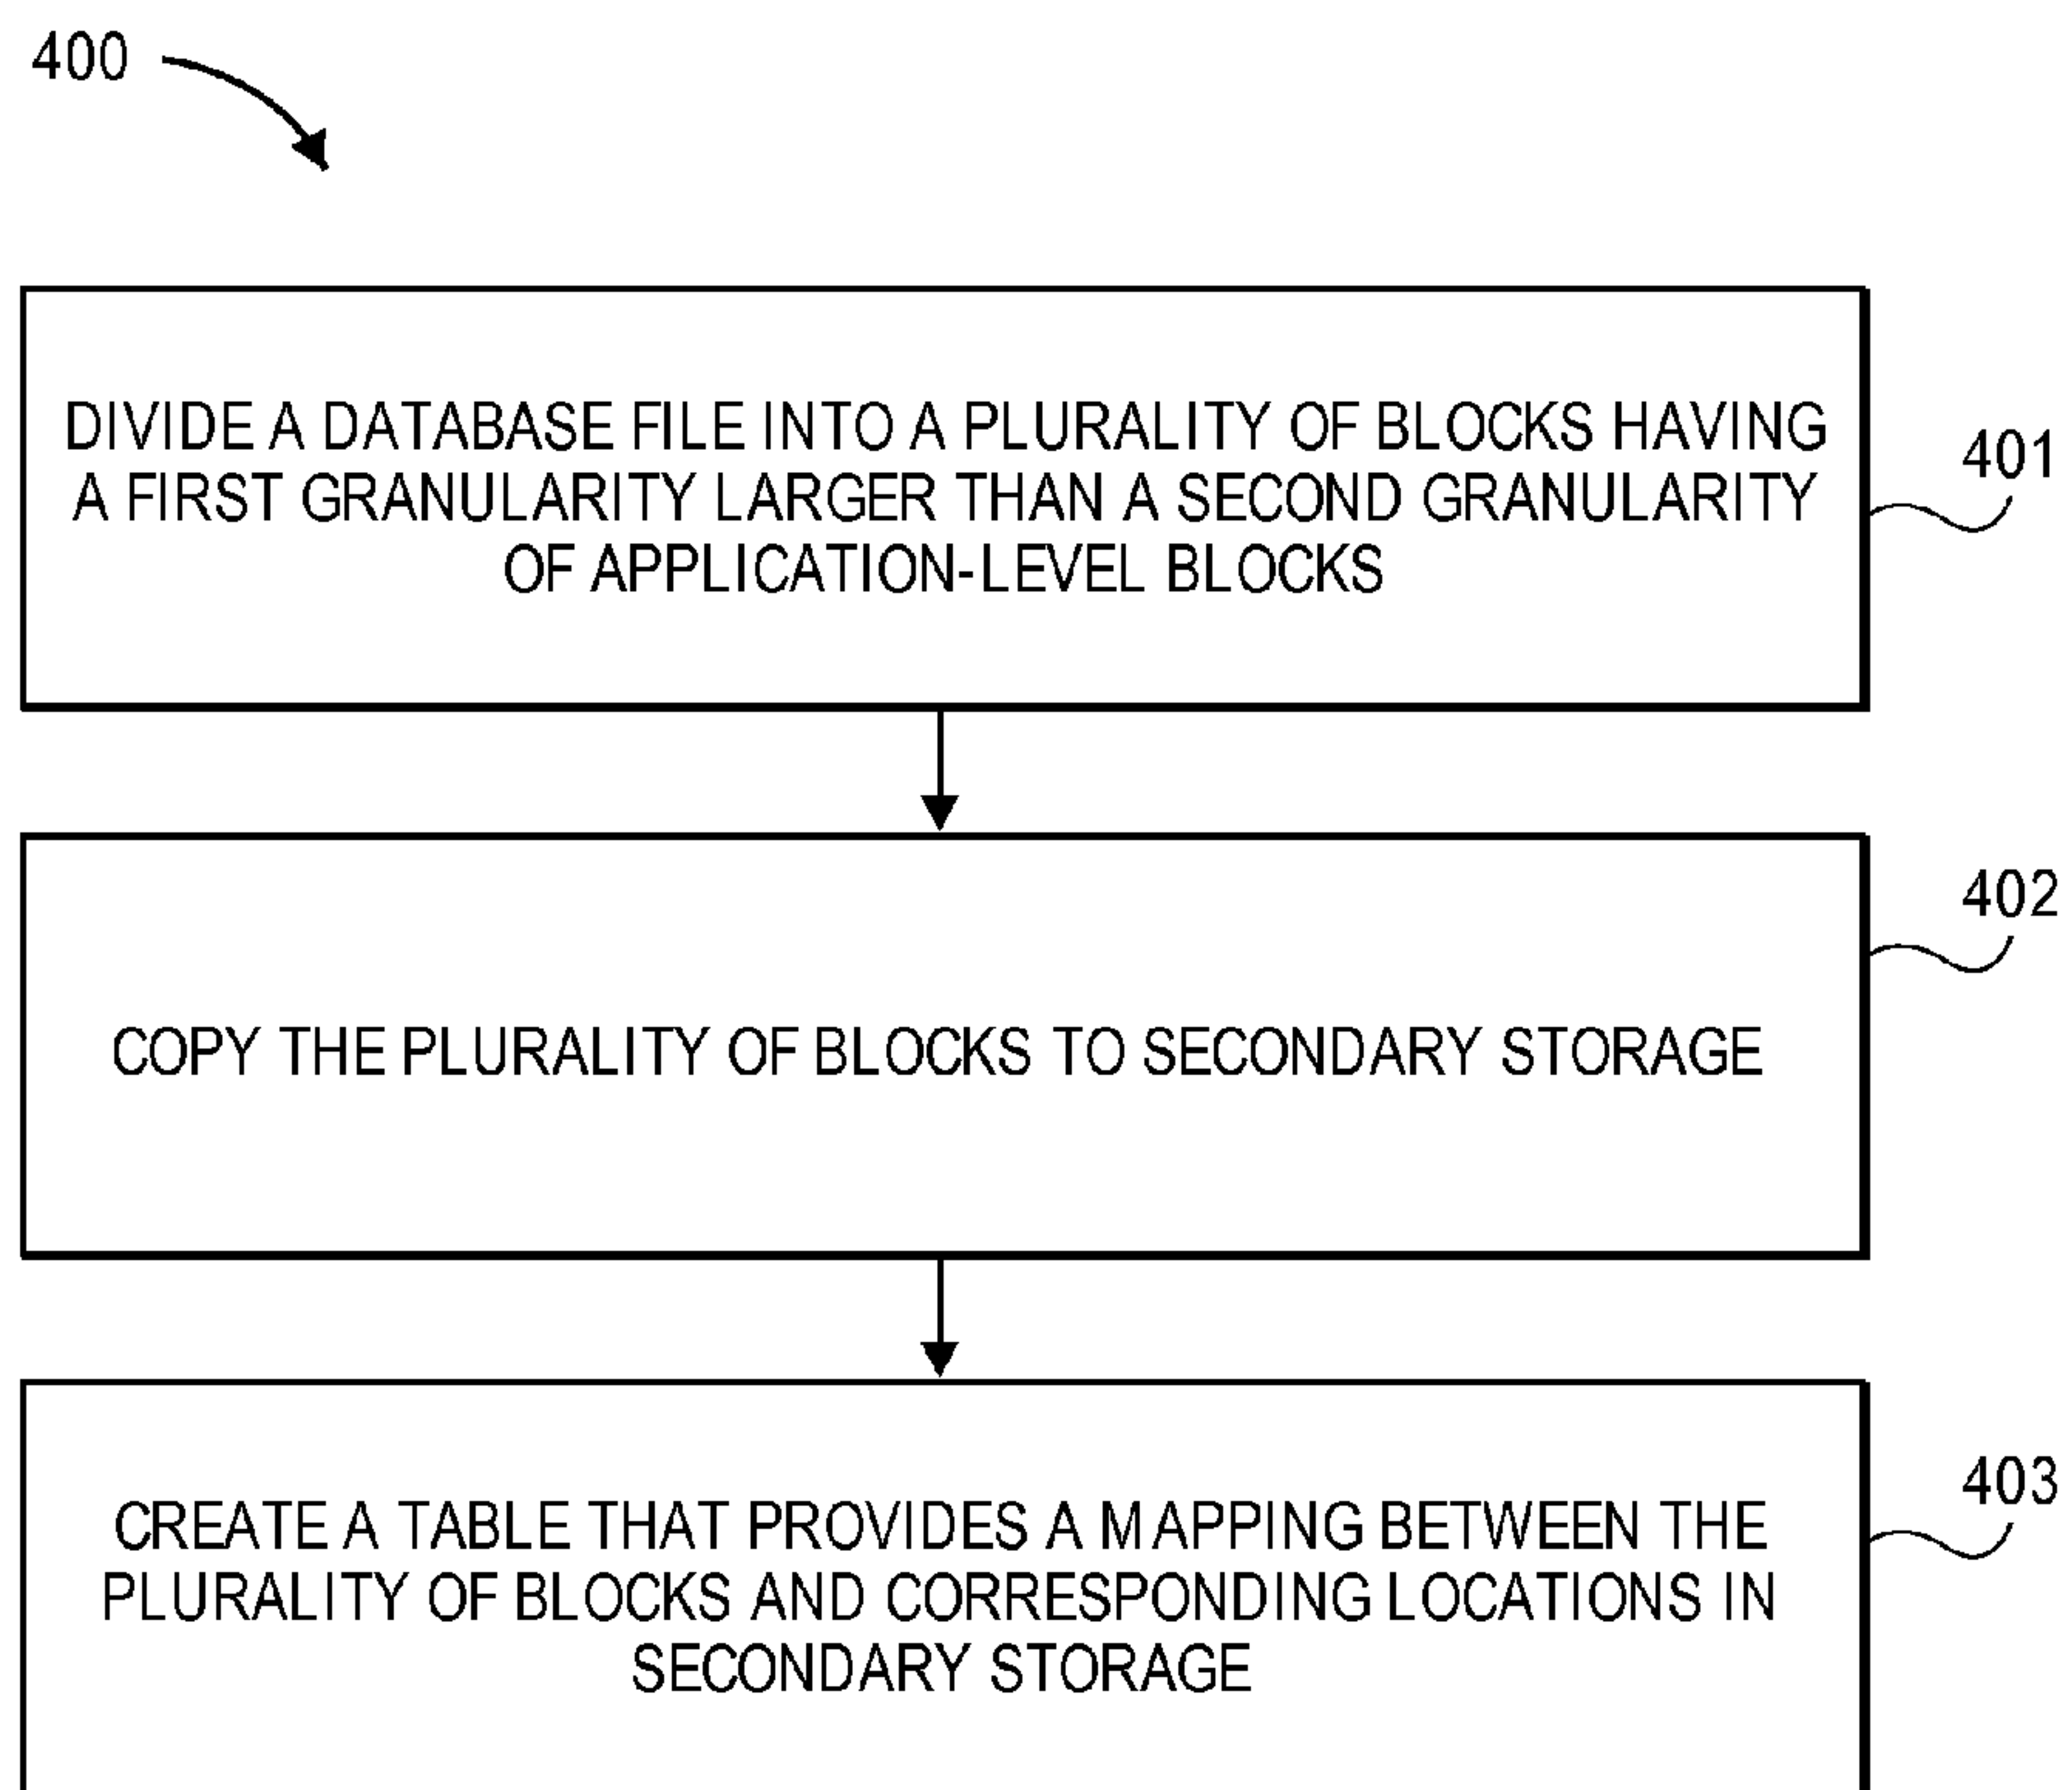 400
DIVIDE A DATABASE FILE INTO A PLURALITY OF BLOCKS HAVING
A FIRST GRANULARITY LARGER THAN A SECOND GRANULARITY
OF APPLICATION-LEVEL BLOCKS
401
COPY THE PLURALITY OF BLOCKS TO SECONDARY STORAGE
402
CREATE A TABLE THAT PROVIDES A MAPPING BETWEEN THE
PLURALITY OF BLOCKS AND CORRESPONDING LOCATIONS IN
SECONDARY STORAGE
403